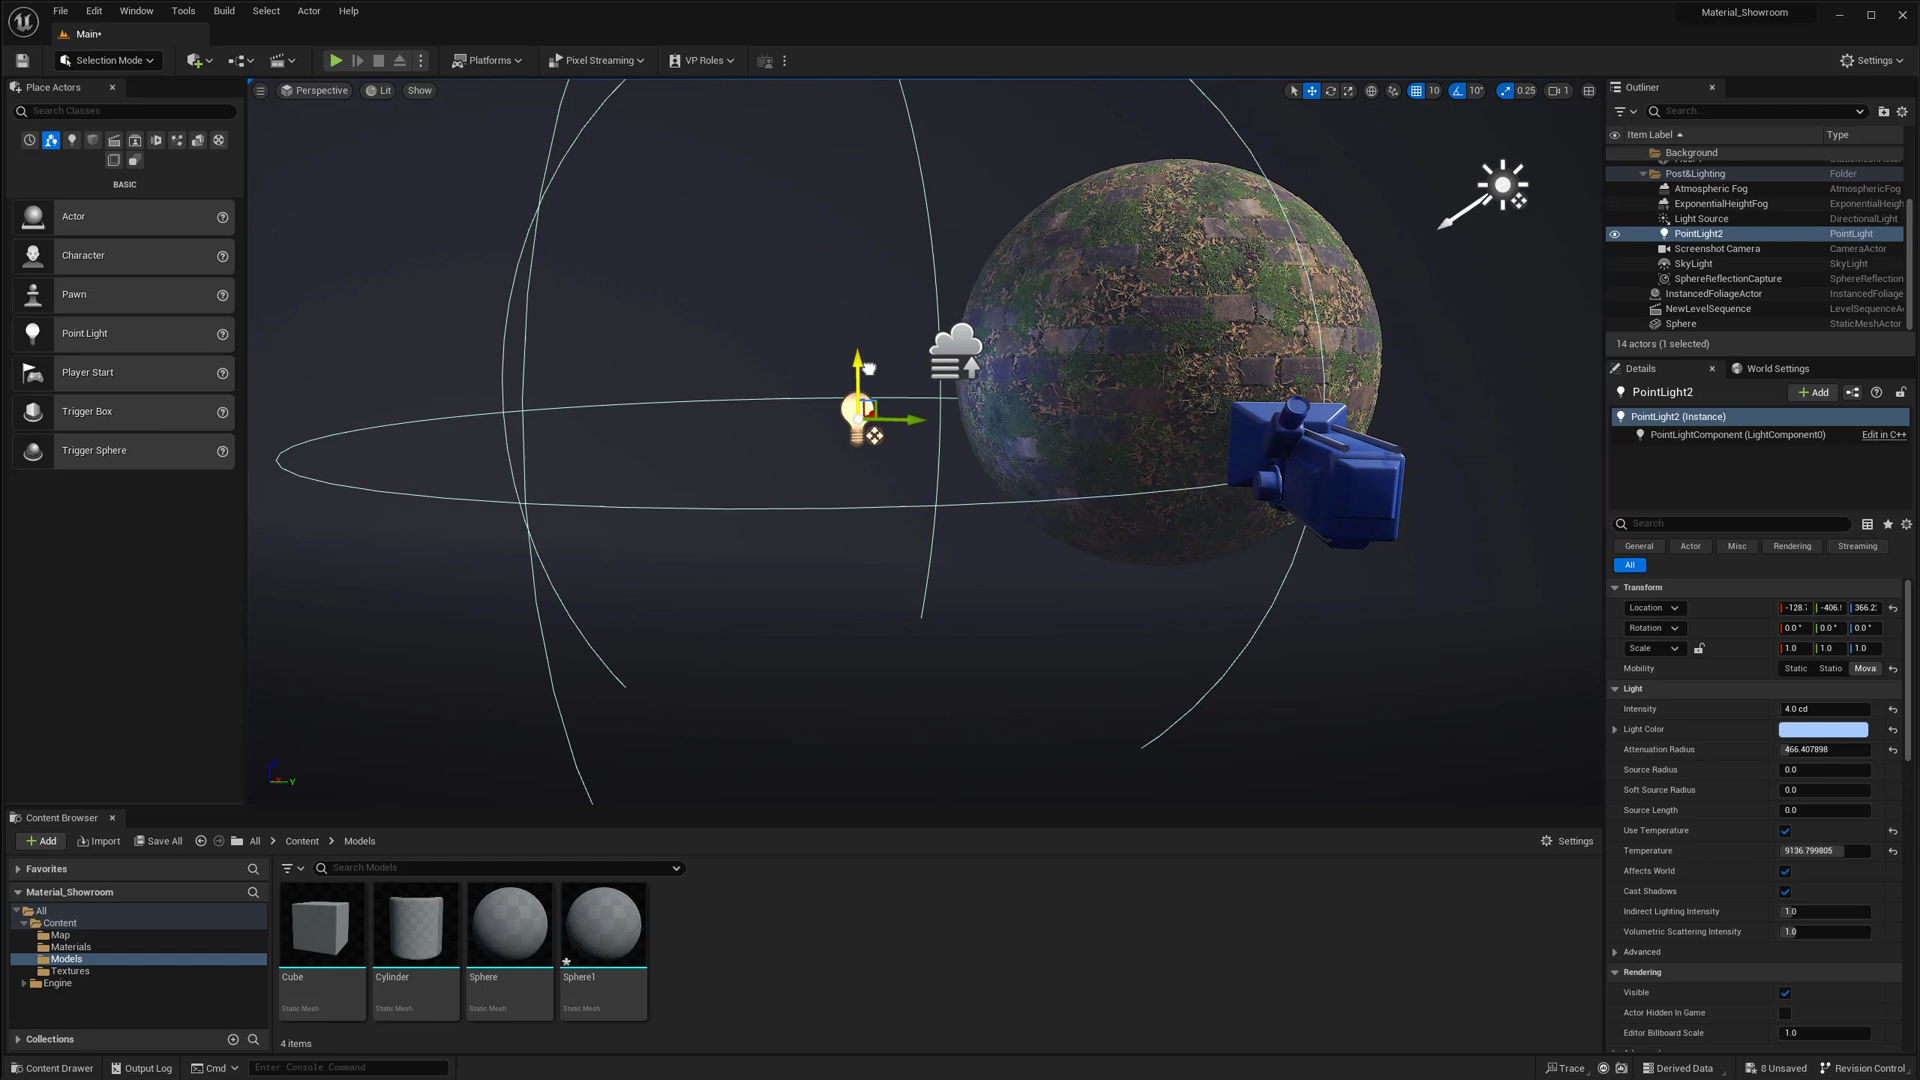 File Edit Window Tools Build Select Actor Help
Material_Showroom
Main*
Selection Mode
Platforms
Pixel Streaming
VP Roles
Settings
Place Actors
Search Classes
BASIC
Actor
Character
Pawn
Point Light
Player Start
Trigger Box
Trigger Sphere
Perspective Lit Show
10 10° 0.25 1
Outliner
Search...
Item Label Type
Background
Post&Lighting Folder
Atmospheric Fog AtmosphericFog
ExponentialHeightFog ExponentialHeigh
Light Source DirectionalLight
PointLight2 PointLight
Screenshot Camera CameraActor
SkyLight SkyLight
SphereReflectionCapture SphereReflection
InstancedFoliageActor InstancedFoliage
NewLevelSequence LevelSequenceA
Sphere StaticMeshActor
14 actors (1 selected)
Details World Settings
PointLight2
Add
PointLight2 (Instance)
PointLightComponent (LightComponent0) Edit in C++
Search
General Actor Misc Rendering Streaming
All
Transform
Location -128. -406. 366.2
Rotation 0.0 ° 0.0 ° 0.0 °
Scale 1.0 1.0 1.0
Mobility Static Statio Mova
Light
Intensity 4.0 cd
Light Color
Attenuation Radius 466.407898
Source Radius 0.0
Soft Source Radius 0.0
Source Length 0.0
Use Temperature
Temperature 9136.799805
Affects World
Cast Shadows
Indirect Lighting Intensity 1.0
Volumetric Scattering Intensity 1.0
Advanced
Rendering
Visible
Actor Hidden In Game
Editor Billboard Scale 1.0
X Y
Content Browser
Add Import Save All All Content Models
Settings
Favorites
Search Models
Material_Showroom
All
Content
Map
Materials
Models
Textures
Engine
Cube Cylinder Sphere Sphere1
Static Mesh Static Mesh Static Mesh Static Mesh
Collections
4 items
Content Drawer Output Log Cmd Enter Console Command
Trace Derived Data 8 Unsaved Revision Control